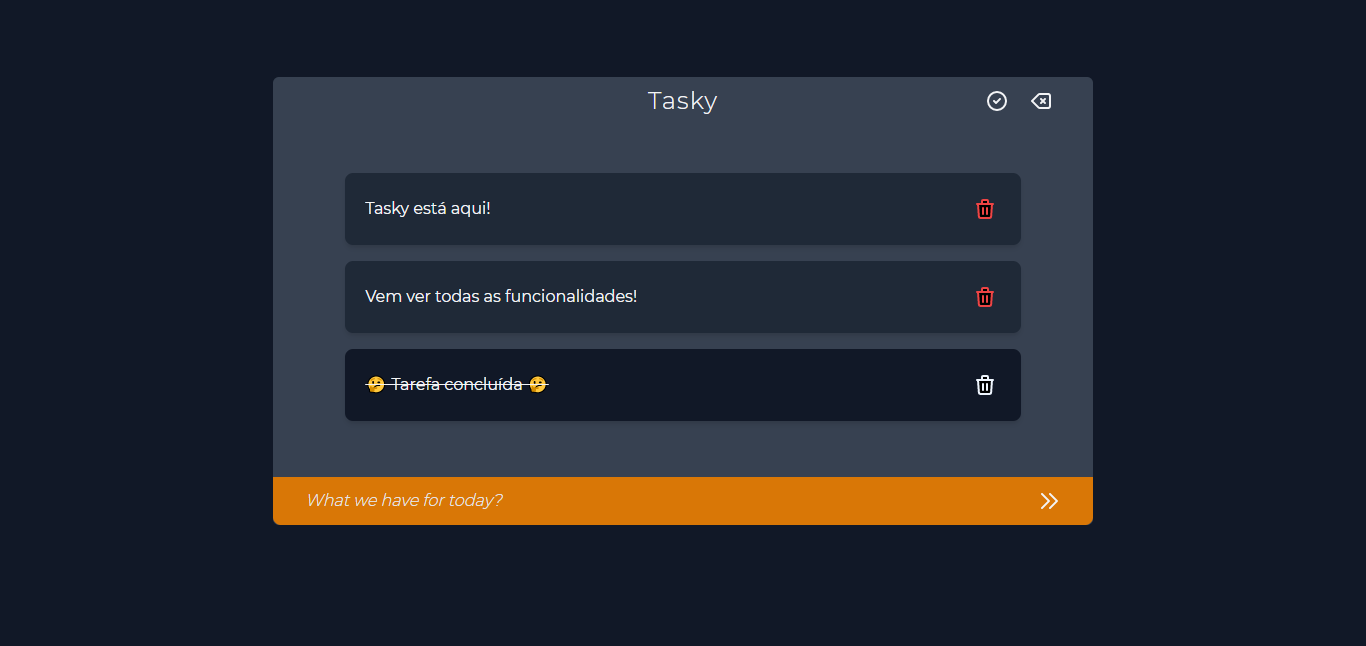 Tasky
Tasky está aqui!
Vem ver todas as funcionalidades!
🤔 Tarefa concluída 🤔
What we have for today?